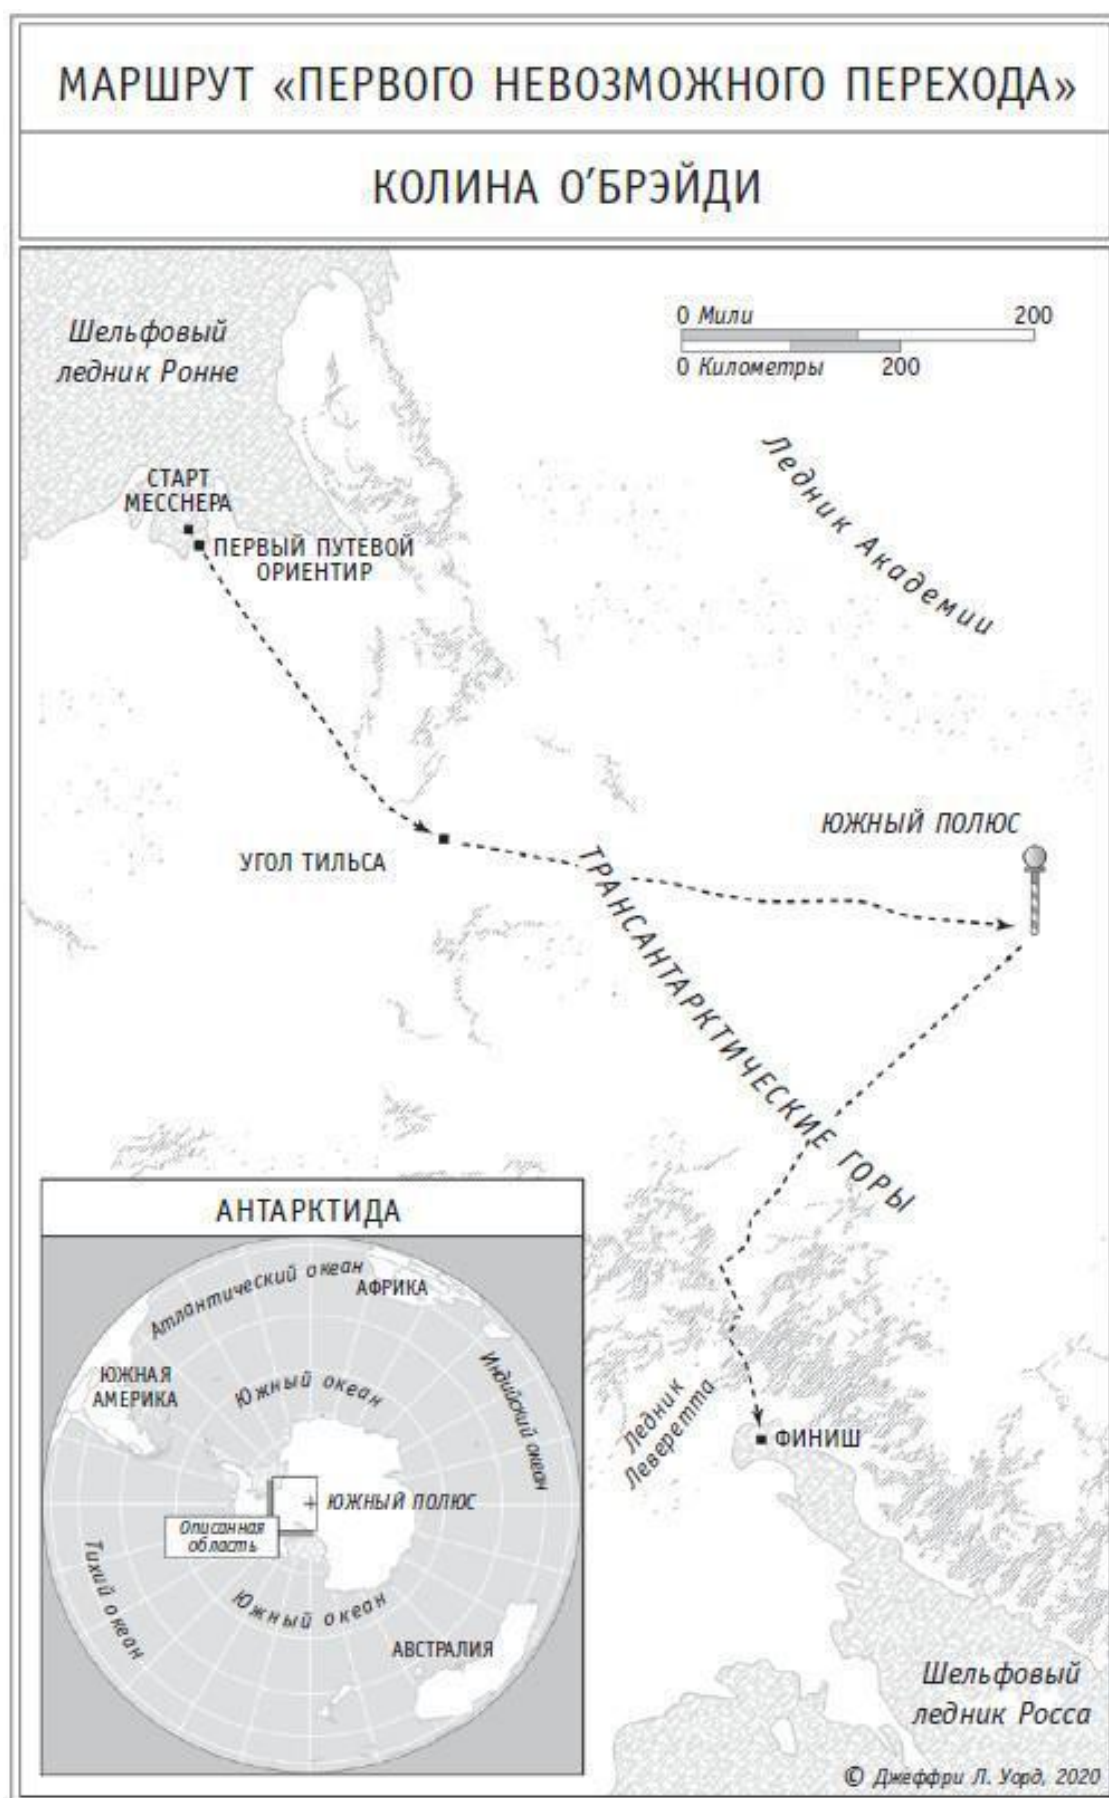 МАРШРУТ «ПЕРВОГО НЕВОЗМОЖНОГО ПЕРЕХОДА»
КОЛИНА О’БРЭЙДИ
Шельфовый
ледник Ронне
0 Мили 200
0 Километры 200
Ледник Академии
СТАРТ
МЕССНЕРА
ПЕРВЫЙ ПУТЕВОЙ
ОРИЕНТИР
ЮЖНЫЙ ПОЛЮС
УГОЛ ТИЛЬСА
ТРАНСАНТАРКТИЧЕСКИЕ ГОРЫ
АНТАРКТИДА
Атлантический океан
АФРИКА
ЮЖНАЯ
АМЕРИКА
Южный океан
Индийский океан
ЮЖНЫЙ ПОЛЮС
Описанная
область
Тихий океан
Южный океан
АВСТРАЛИЯ
Ледник
Леверетта
ФИНИШ
Шельфовый
ледник Росса
© Джеффри Л. Уорд, 2020